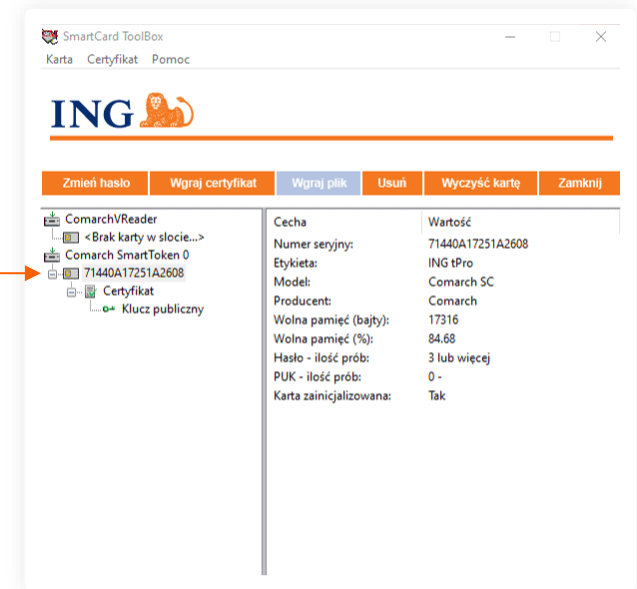 SmartCard ToolBox
Karta Certyfikat Pomoc
ING
Zmień hasło Wgraj certyfikat Wgraj plik Usuń Wyczyść kartę Zamknij
ComarchVReader
<Brak karty w slocie...>
Comarch SmartToken 0
71440A17251A2608
Certyfikat
Klucz publiczny
Cecha Wartość
Numer seryjny: 71440A17251A2608
Etykieta: ING tPro
Model: Comarch SC
Producent: Comarch
Wolna pamięć (bajty): 17316
Wolna pamięć (%): 84.68
Hasło - ilość prób: 3 lub więcej
PUK - ilość prób: 0 -
Karta zainicjalizowana: Tak